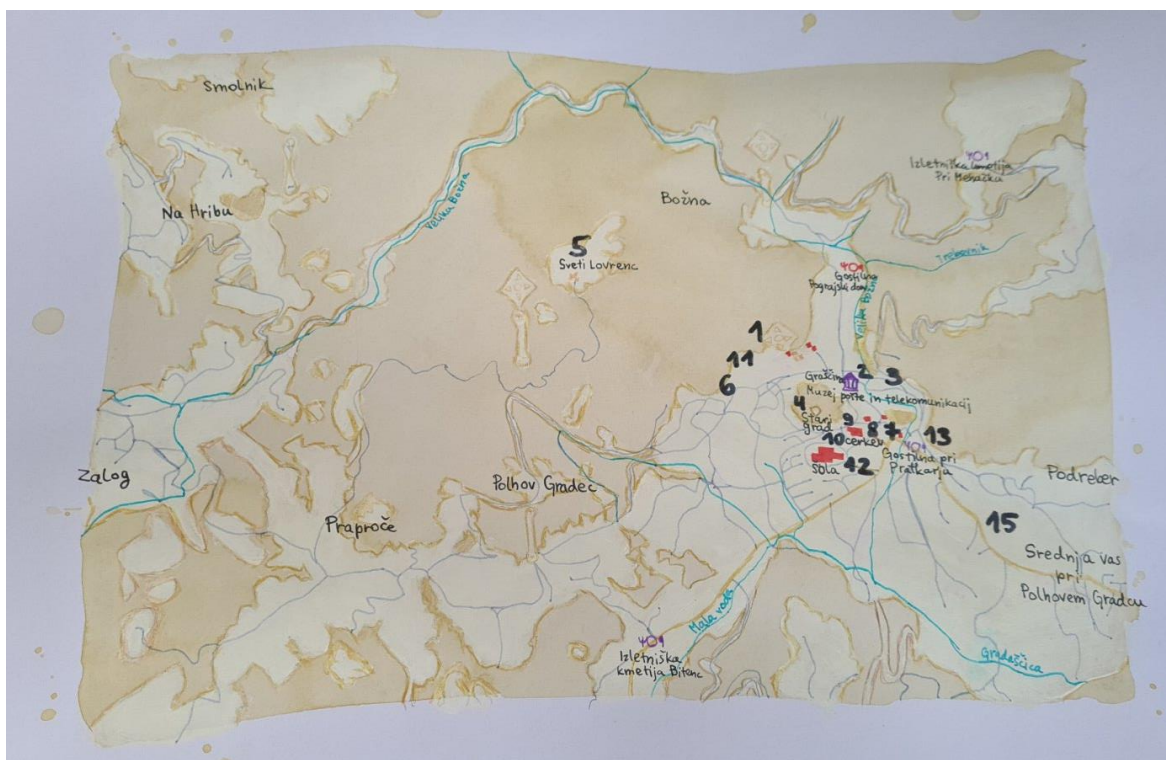 Smolnik
Na Hribu
Velika Božna
Božna
Izletniška kmetija
Pri Mehačku
5
Sveti Lovrenc
Gostilna
Pograjski dom
Velika Božna
1
11
6
Graščina
2
3
Muzej pošte in telekomunikacij
4
Stari
grad
9
8
7
10
cerkev
13
Gostilna pri
Pratkarju
Šola
12
Zalog
Polhov Gradec
Praproče
Podreber
15
Srednja vas
pri
Polhovem Gradcu
Mala voda
Izletniška
kmetija Bitenc
Gradaščica